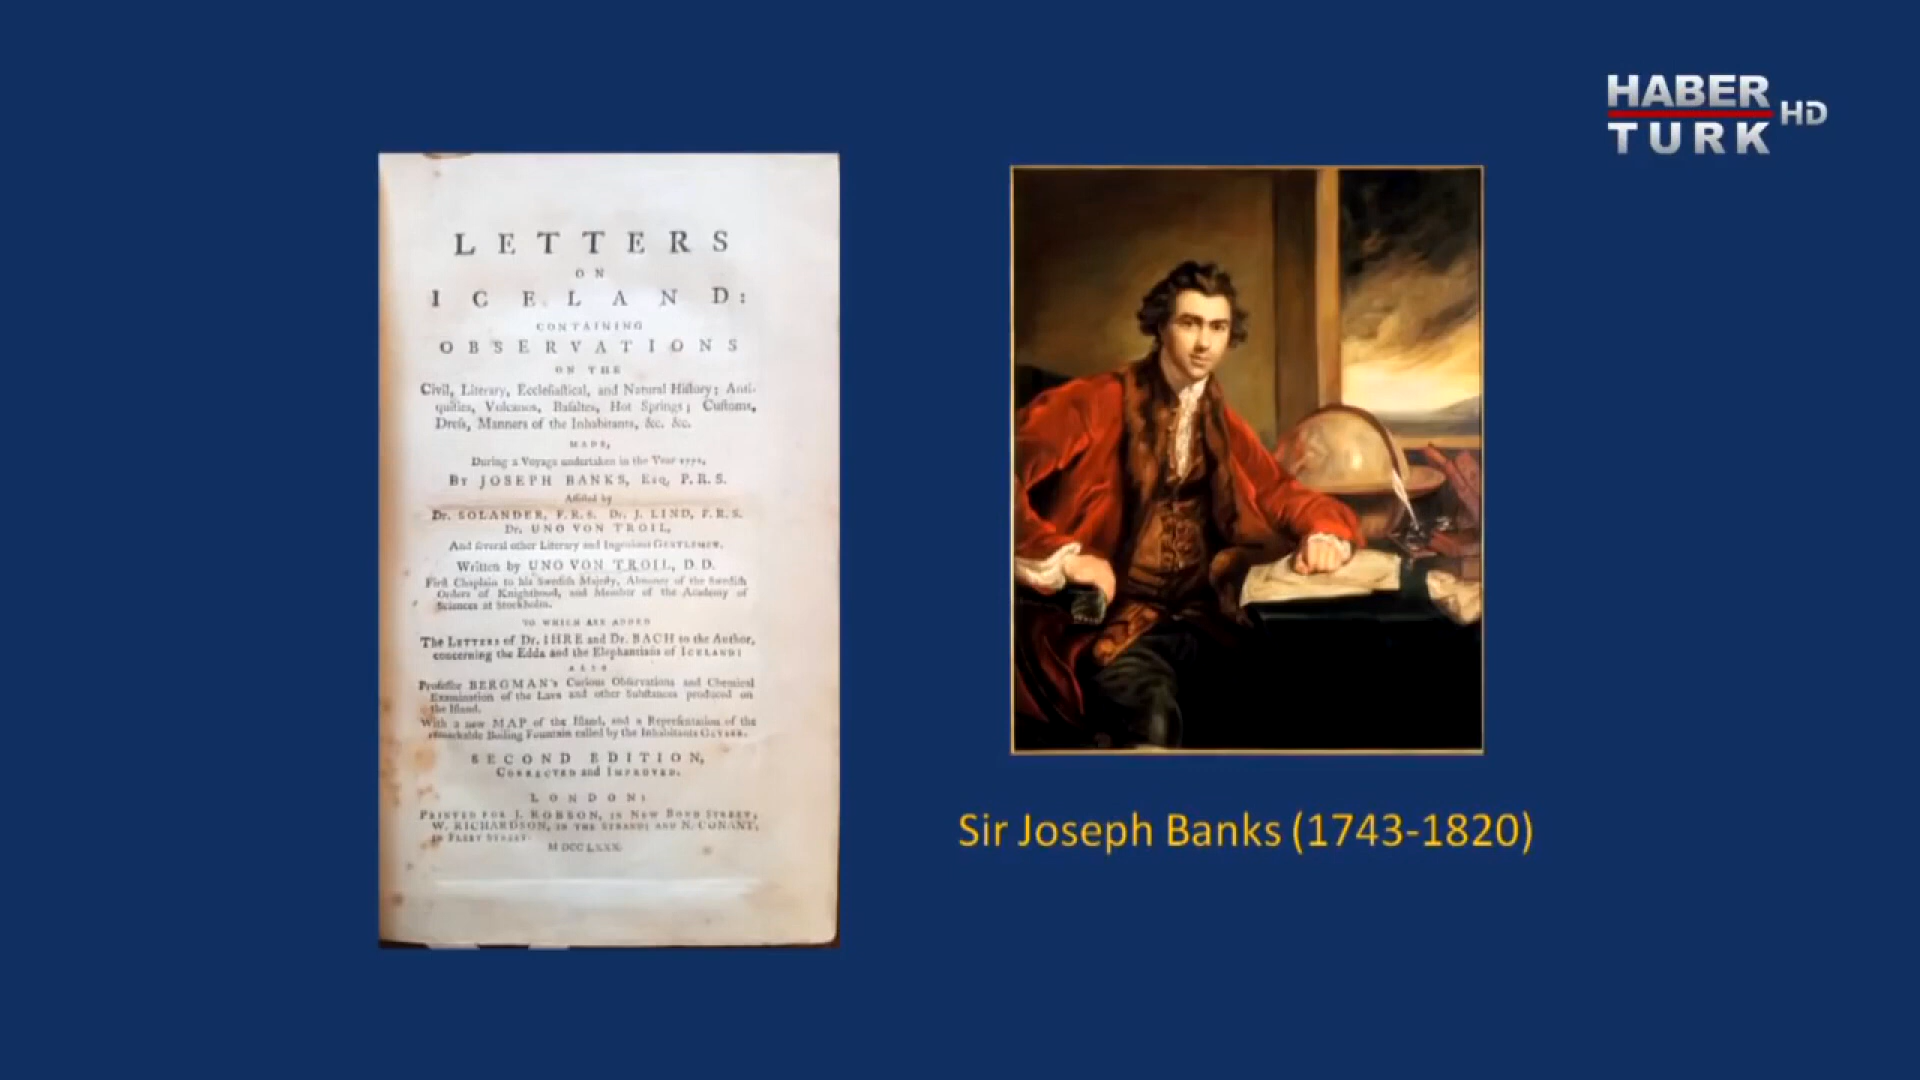 HABER
TURK HD
LETTERS
ON
ICELAND:
CONTAINING
OBSERVATIONS
ON THE
Civil, Literary, Ecclesiastical, and Natural History; Anti-
quities, Volcanos, Basaltes, Hot Springs; Customs,
Dress, Manners of the Inhabitants, &c. &c.
MADE,
During a Voyage undertaken in the Year 1772,
By JOSEPH BANKS, Esq. P.R.S.
Assisted by
Dr. SOLANDER, F.R.S. Dr. J. LIND, F.R.S.
Dr. UNO VON TROIL,
And several other Literary and Ingenious GENTLEMEN.
Written by UNO VON TROIL, D.D.
First Chaplain to his Swedish Majesty, Almoner of the Swedish
Orders of Knighthood, and Member of the Academy of
Sciences at Stockholm.
TO WHICH ARE ADDED
The LETTERS of Dr. IHRE and Dr. BACH to the Author,
concerning the Edda and the Elephantiasis of ICELAND:
ALSO
Professor BERGMAN's Curious Observations and Chemical
Examination of the Lava and other Substances produced on
the Island.
With a new MAP of the Island, and a Representation of the
remarkable Boiling Fountain called by the Inhabitants GEYSER.
SECOND EDITION,
CORRECTED and IMPROVED.
LONDON:
PRINTED FOR J. ROBSON, IN NEW BOND STREET,
W. RICHARDSON, IN THE STRAND; AND N. CONANT,
IN FLEET STREET.
MDCCLXXX.
Sir Joseph Banks (1743-1820)